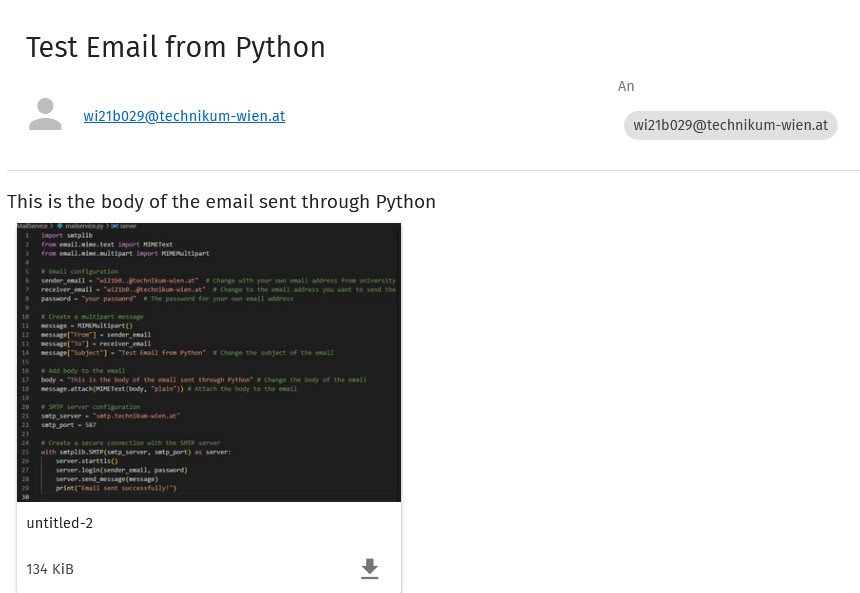 Test Email from Python
An
wi21b029@technikum-wien.at
wi21b029@technikum-wien.at
This is the body of the email sent through Python
MailService > mailservice.py > server
1 import smtplib
2 from email.mime.text import MIMEText
3 from email.mime.multipart import MIMEMultipart
4
5 # Email configuration
6 sender_email = "wi21b0..@technikum-wien.at" # Change with your own email address from university
7 receiver_email = "wi21b0..@technikum-wien.at" # Change to the email address you want to send the
8 password = "your password" # The password for your own email address
9
10 # Create a multipart message
11 message = MIMEMultipart()
12 message["From"] = sender_email
13 message["To"] = receiver_email
14 message["Subject"] = "Test Email from Python" # Change the subject of the email
15
16 # Add body to the email
17 body = "This is the body of the email sent through Python" # Change the body of the email
18 message.attach(MIMEText(body, "plain")) # Attach the body to the email
19
20 # SMTP server configuration
21 smtp_server = "smtp.technikum-wien.at"
22 smtp_port = 587
23
24 # Create a secure connection with the SMTP server
25 with smtplib.SMTP(smtp_server, smtp_port) as server:
26 server.starttls()
27 server.login(sender_email, password)
28 server.send_message(message)
29 print("Email sent successfully!")
30
untitled-2
134 KiB